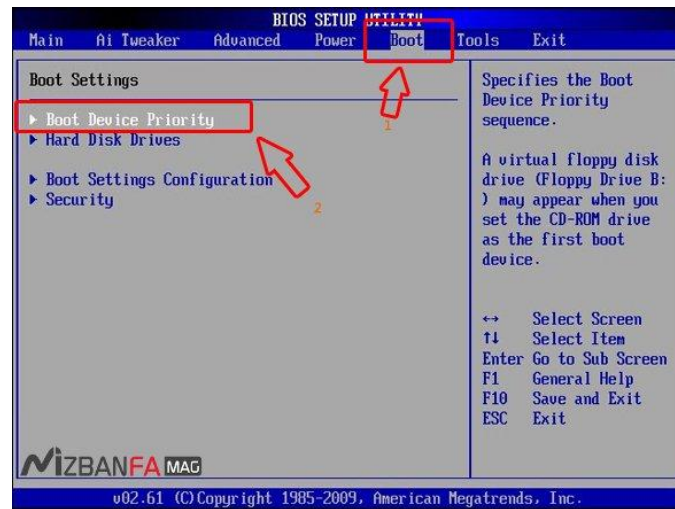 BIOS SETUP UTILITY
Main Ai Tweaker Advanced Power Boot Tools Exit
Boot Settings
Boot Device Priority
Hard Disk Drives
Boot Settings Configuration
Security
1
2
Specifies the Boot
Device Priority
sequence.
A virtual floppy disk
drive (Floppy Drive B:
) may appear when you
set the CD-ROM drive
as the first boot
device.
↔ Select Screen
↑↓ Select Item
Enter Go to Sub Screen
F1 General Help
F10 Save and Exit
ESC Exit
MIZBANFA MAG
v02.61 (C)Copyright 1985-2009, American Megatrends, Inc.